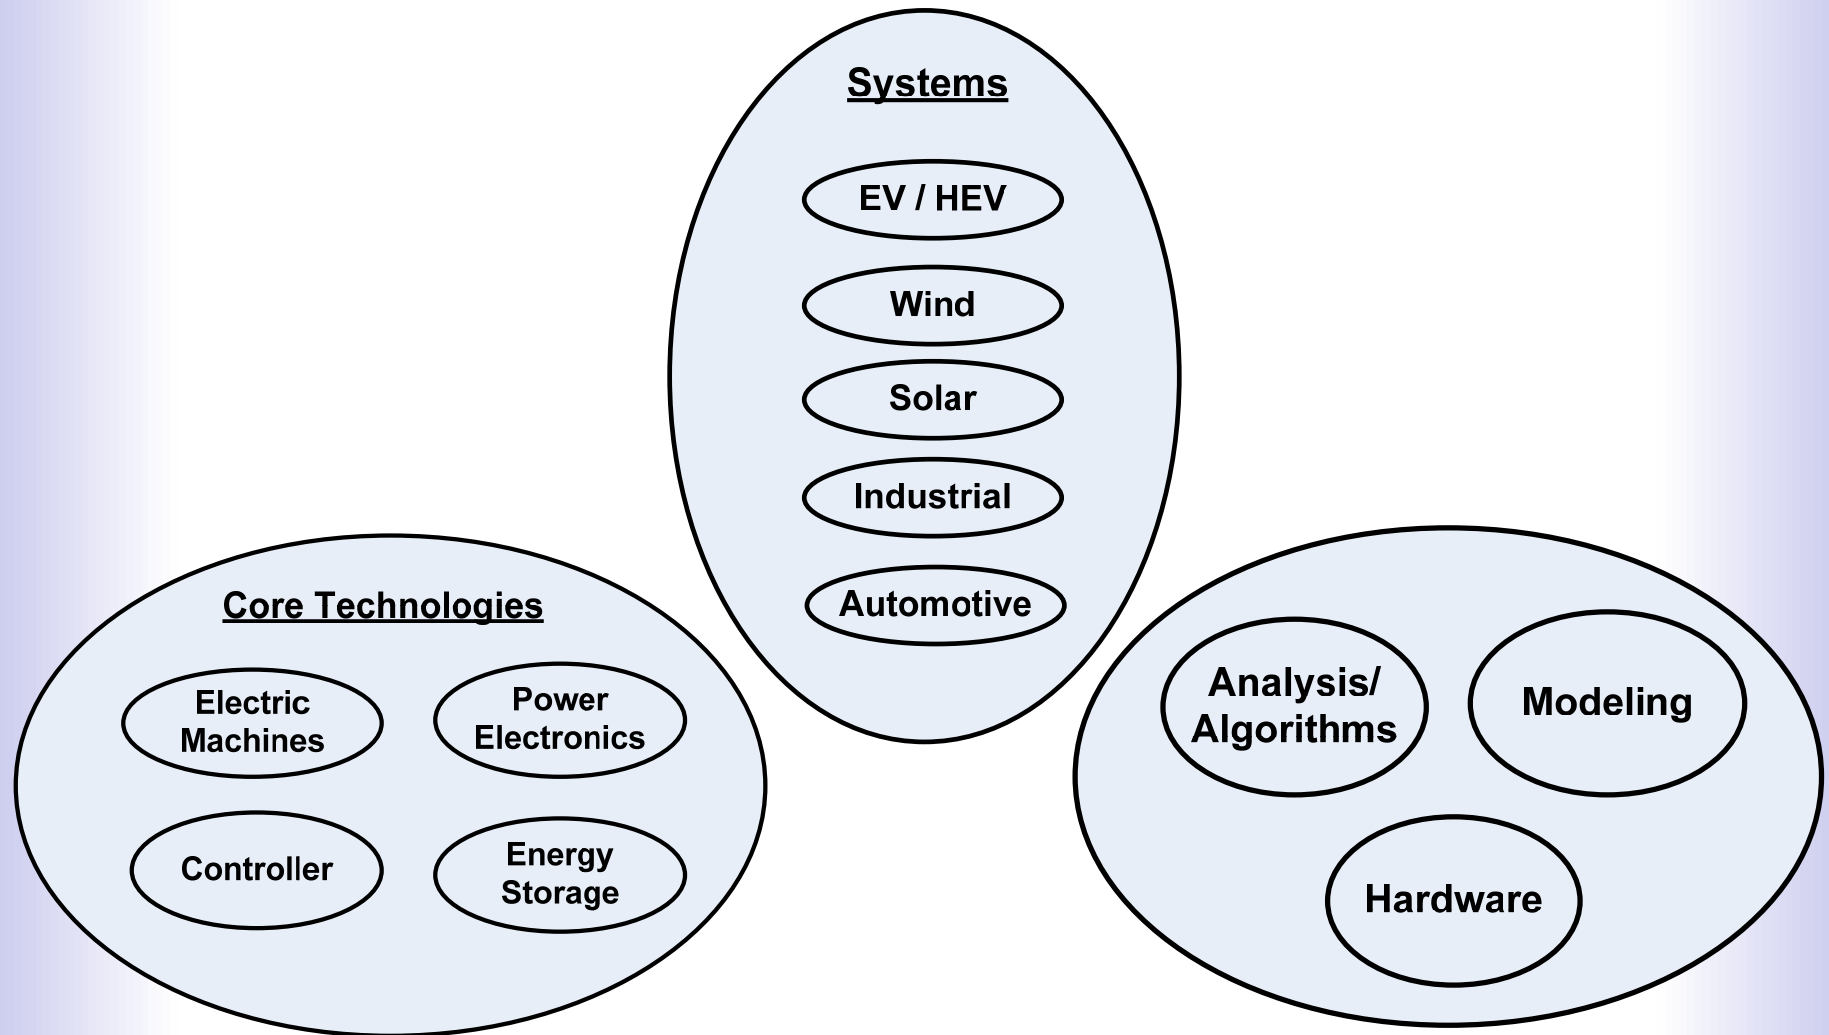 Systems
EV / HEV
Wind
Solar
Industrial
Automotive
Core Technologies
Electric
Machines
Power
Electronics
Controller
Energy
Storage
Analysis/
Algorithms
Modeling
Hardware